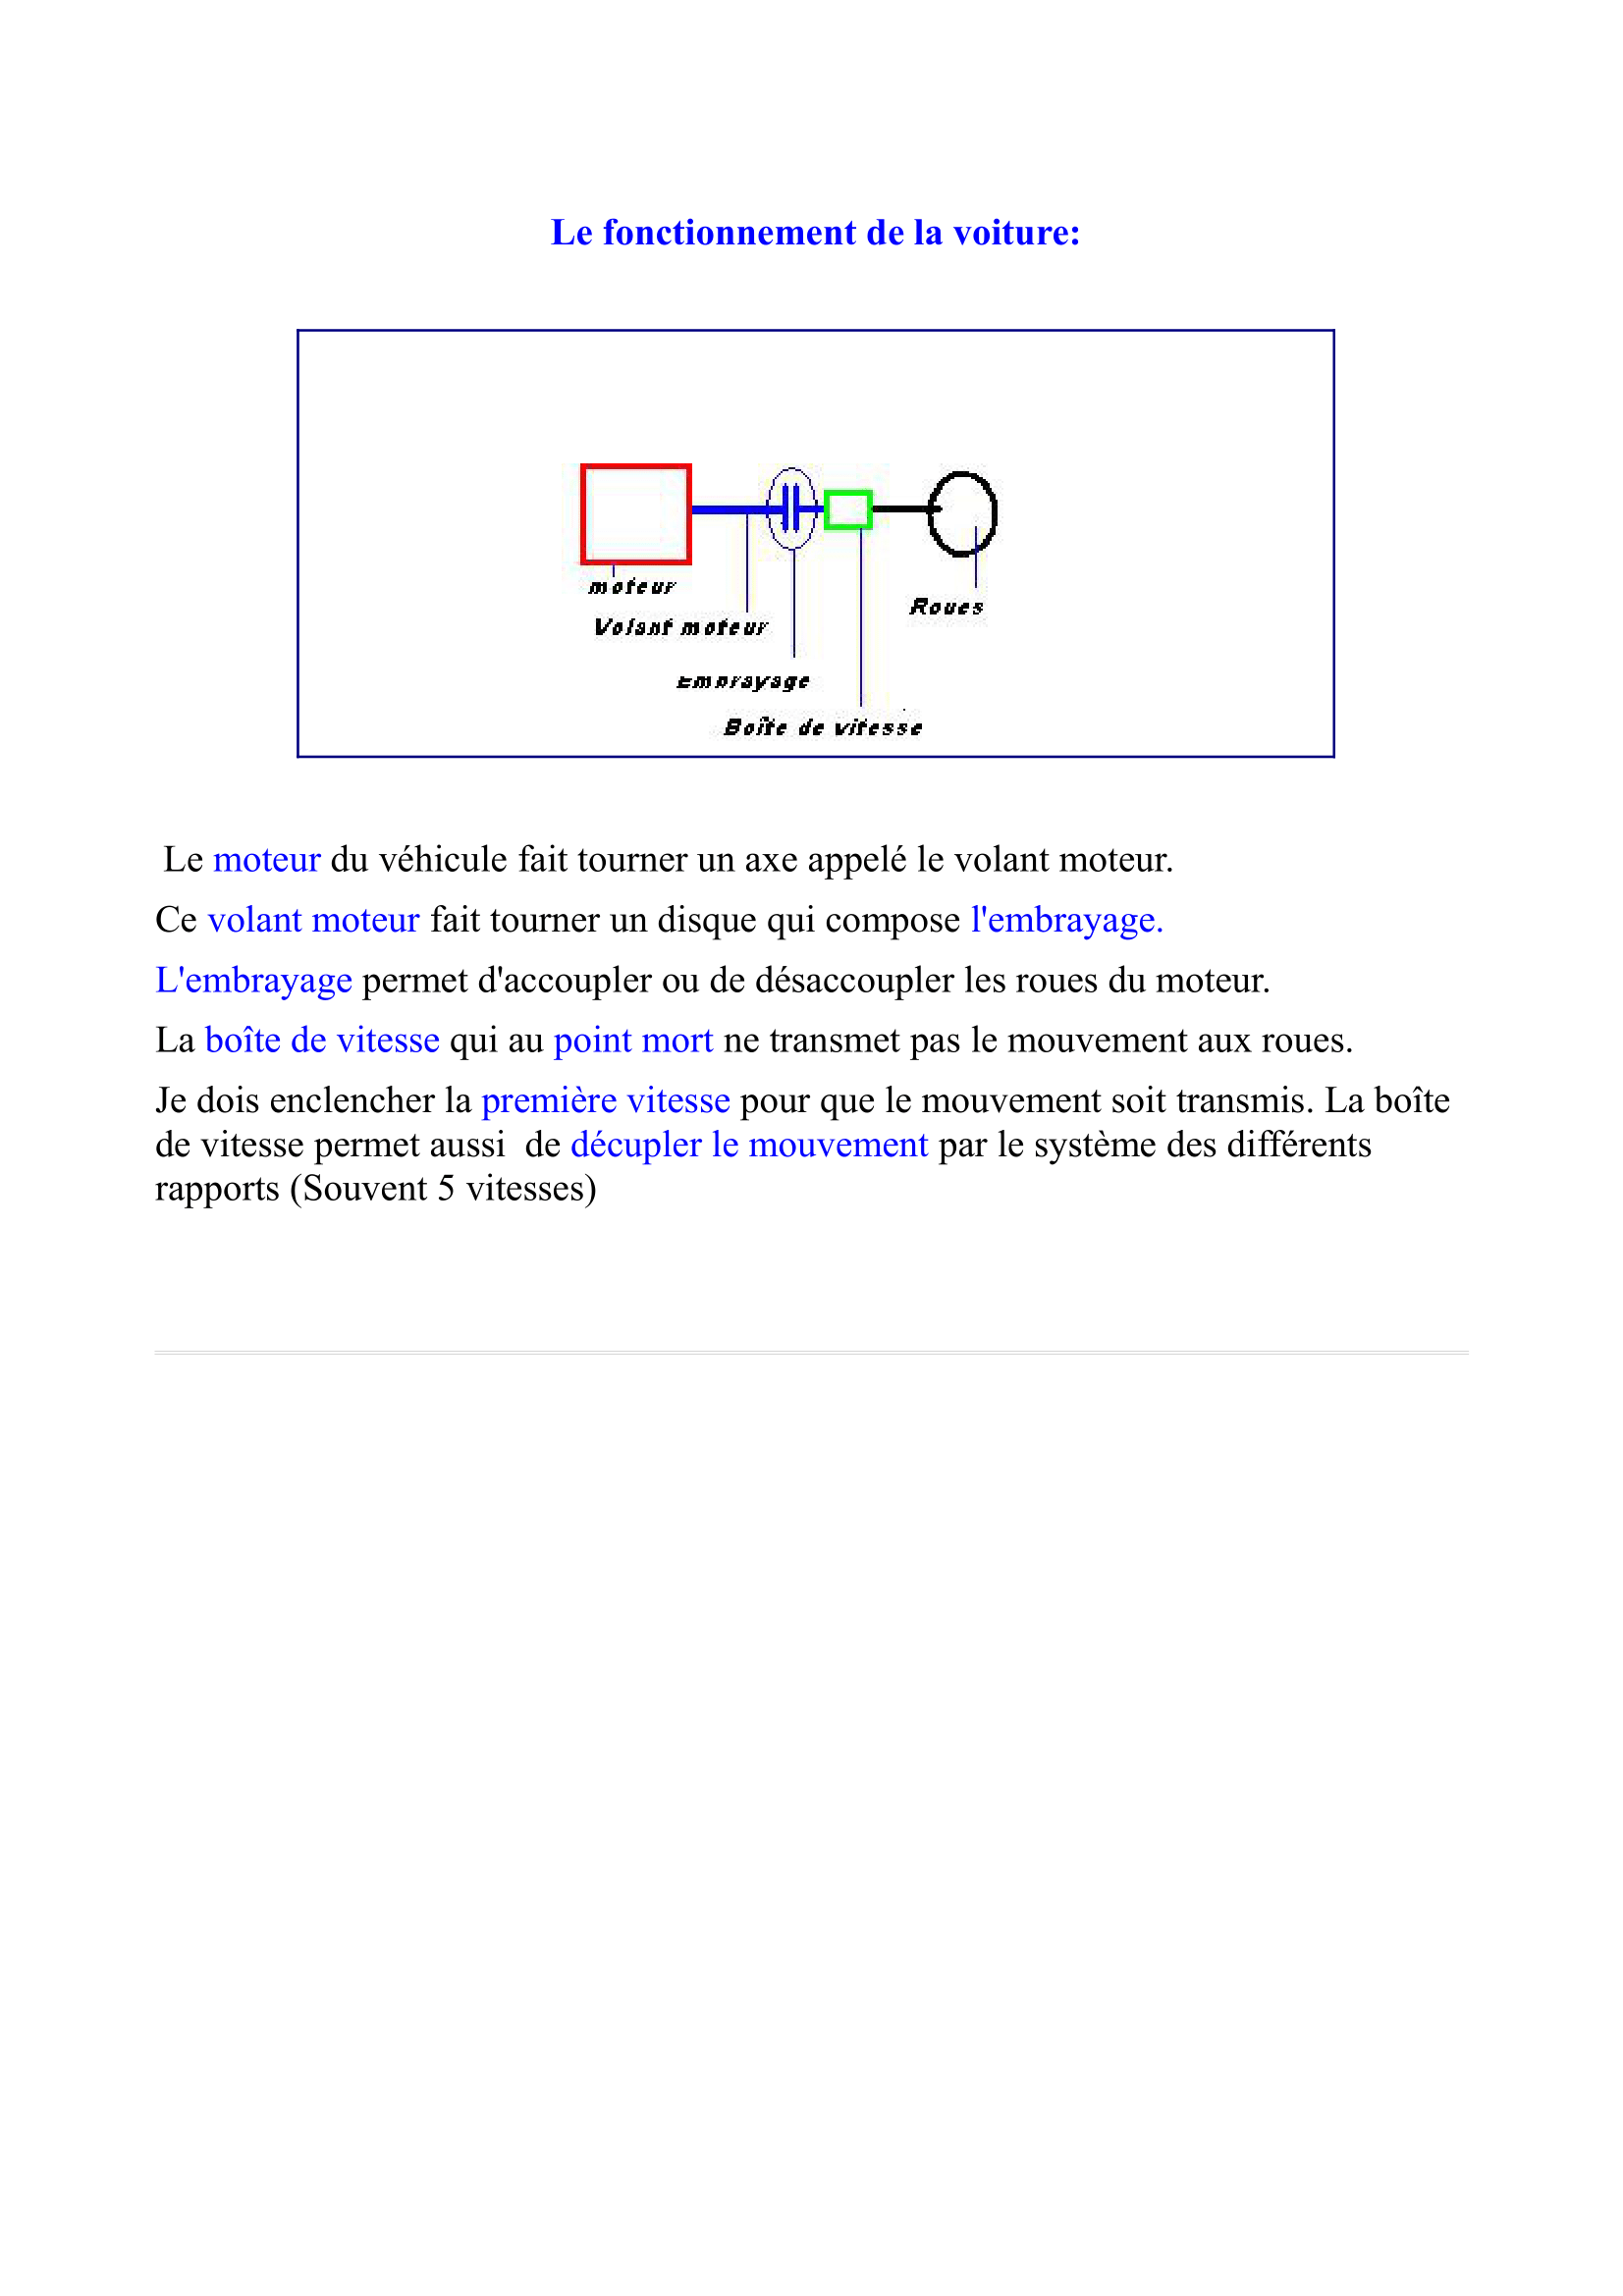 Le fonctionnement de la voiture:
moteur
Volant moteur
Roues
Embrayage
Boîte de vitesse
Le moteur du véhicule fait tourner un axe appelé le volant moteur.
Ce volant moteur fait tourner un disque qui compose l'embrayage.
L'embrayage permet d'accoupler ou de désaccoupler les roues du moteur.
La boîte de vitesse qui au point mort ne transmet pas le mouvement aux roues.
Je dois enclencher la première vitesse pour que le mouvement soit transmis. La boîte
de vitesse permet aussi  de décupler le mouvement par le système des différents
rapports (Souvent 5 vitesses)